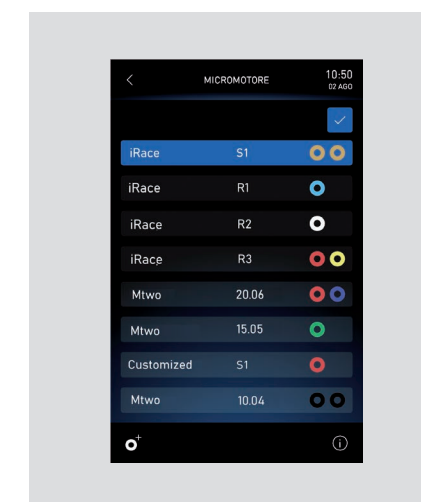 MICROMOTORE 10:50
02 AGO
iRace S1
iRace R1
iRace R2
iRace R3
Mtwo 20.06
Mtwo 15.05
Customized S1
Mtwo 10.04